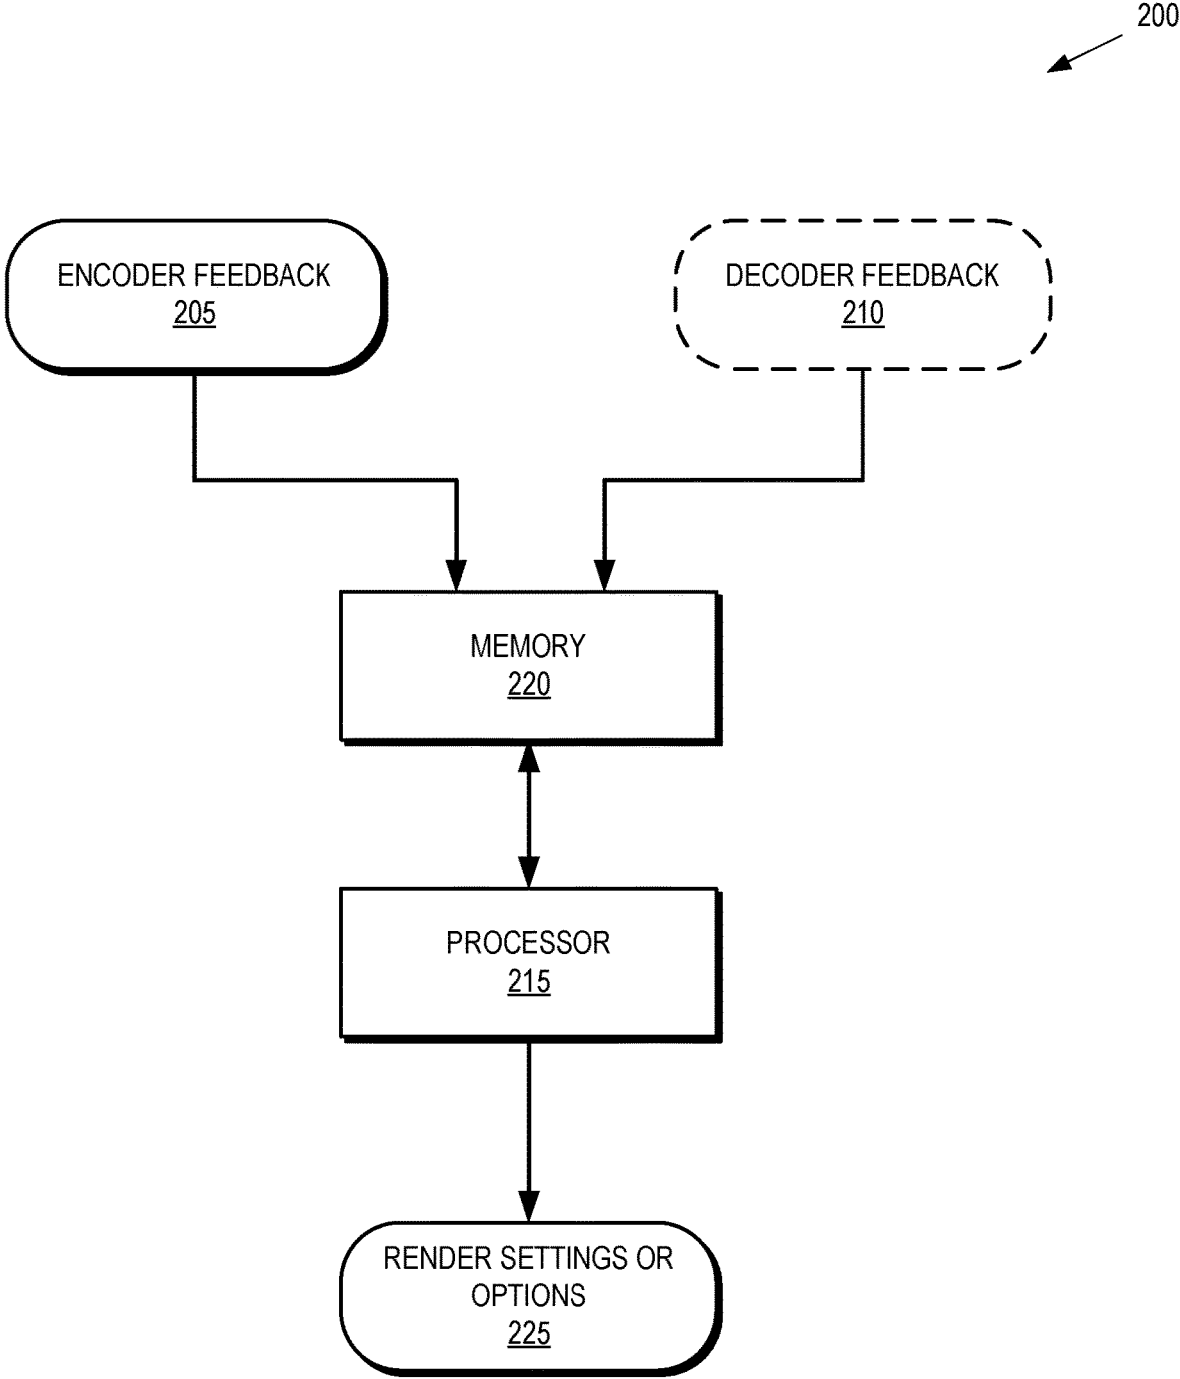 200
ENCODER FEEDBACK
205
DECODER FEEDBACK
210
MEMORY
220
PROCESSOR
215
RENDER SETTINGS OR
OPTIONS
225